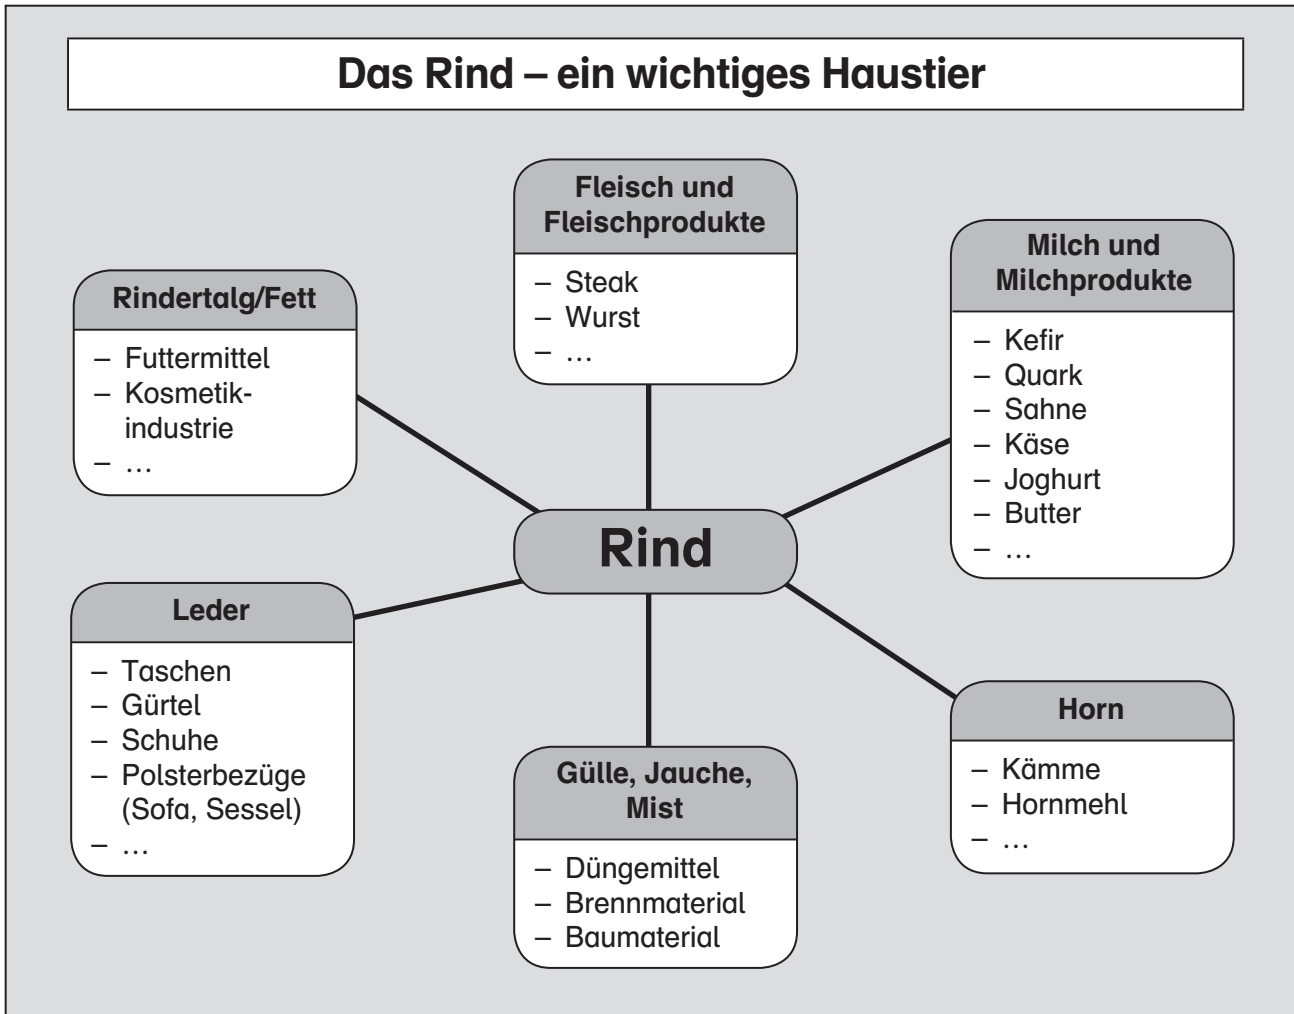 Das Rind – ein wichtiges Haustier
Fleisch und
Fleischprodukte
– Steak
– Wurst
– …
Milch und
Milchprodukte
– Kefir
– Quark
– Sahne
– Käse
– Joghurt
– Butter
– …
Rindertalg/Fett
– Futtermittel
– Kosmetik-
industrie
– …
Rind
Leder
– Taschen
– Gürtel
– Schuhe
– Polsterbezüge
(Sofa, Sessel)
– …
Gülle, Jauche,
Mist
– Düngemittel
– Brennmaterial
– Baumaterial
Horn
– Kämme
– Hornmehl
– …